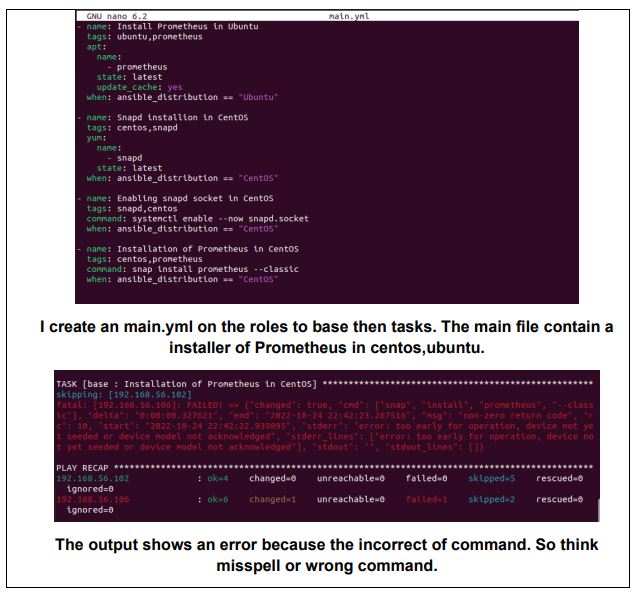 GNU nano 6.2 main.yml
- name: Install Prometheus in Ubuntu
tags: ubuntu,prometheus
apt:
name:
- prometheus
state: latest
update_cache: yes
when: ansible_distribution == "Ubuntu"
- name: Snapd installion in CentOS
tags: centos,snapd
yum:
name:
- snapd
state: latest
when: ansible_distribution == "CentOS"
- name: Enabling snapd socket in CentOS
tags: snapd,centos
command: systemctl enable --now snapd.socket
when: ansible_distribution == "CentOS"
- name: Installation of Prometheus in CentOS
tags: centos,prometheus
command: snap install prometheus --classic
when: ansible_distribution == "CentOS"
I create an main.yml on the roles to base then tasks. The main file contain a
installer of Prometheus in centos,ubuntu.
TASK [base : Installation of Prometheus in CentOS] ******************************************************
skipping: [192.168.56.102]
fatal: [192.168.56.106]: FAILED! => {"changed": true, "cmd": ["snap", "install", "prometheus", "--class
ic"], "delta": "0:00:00.327621", "end": "2022-10-24 22:42:23.267516", "msg": "non-zero return code", "r
c": 10, "start": "2022-10-24 22:42:22.939895", "stderr": "error: too early for operation, device not ye
t seeded or device model not acknowledged", "stderr_lines": ["error: too early for operation, device no
t yet seeded or device model not acknowledged"], "stdout": "", "stdout_lines": []}
PLAY RECAP **********************************************************************************************
192.168.56.102 : ok=4 changed=0 unreachable=0 failed=0 skipped=5 rescued=0
ignored=0
192.168.56.106 : ok=6 changed=1 unreachable=0 failed=1 skipped=2 rescued=0
ignored=0
The output shows an error because the incorrect of command. So think
misspell or wrong command.